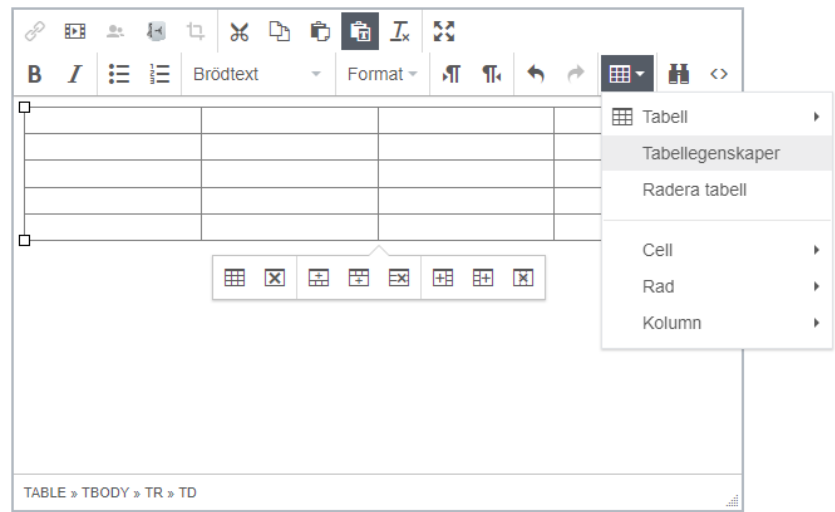 B I Brödtext Format
Tabell
Tabellegenskaper
Radera tabell
Cell
Rad
Kolumn
TABLE » TBODY » TR » TD